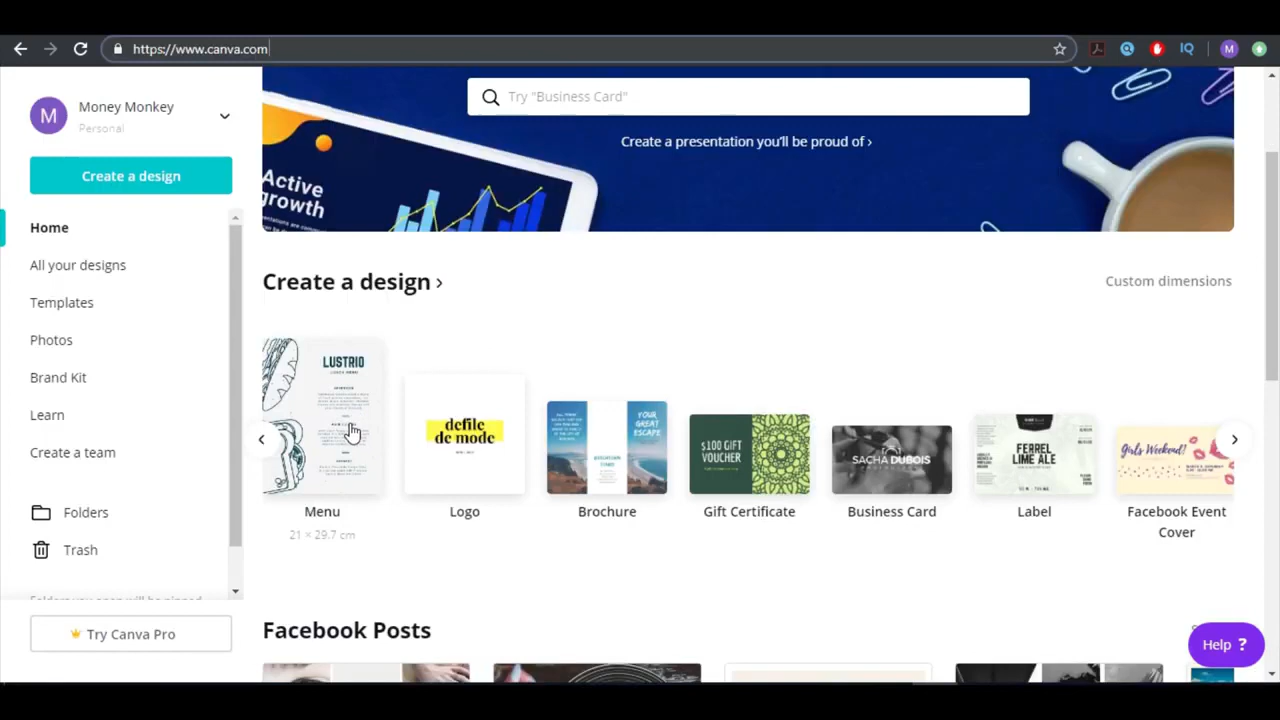 https://www.canva.com
IQ
M
M
Money Monkey
Personal
Create a design
Home
All your designs
Templates
Photos
Brand Kit
Learn
Create a team
Folders
Trash
Try Canva Pro
Try "Business Card"
Create a presentation you'll be proud of ›
Active
growth
Create a design ›
Custom dimensions
LUSTRIO
defile
de mode
YOUR
GREAT
ESCAPE
$100 GIFT
VOUCHER
SACHA DUBOIS
FERREL
LIME ALE
Girls Weekend!
Menu
Logo
Brochure
Gift Certificate
Business Card
Label
Facebook Event
Cover
21 × 29.7 cm
Facebook Posts
Help ?